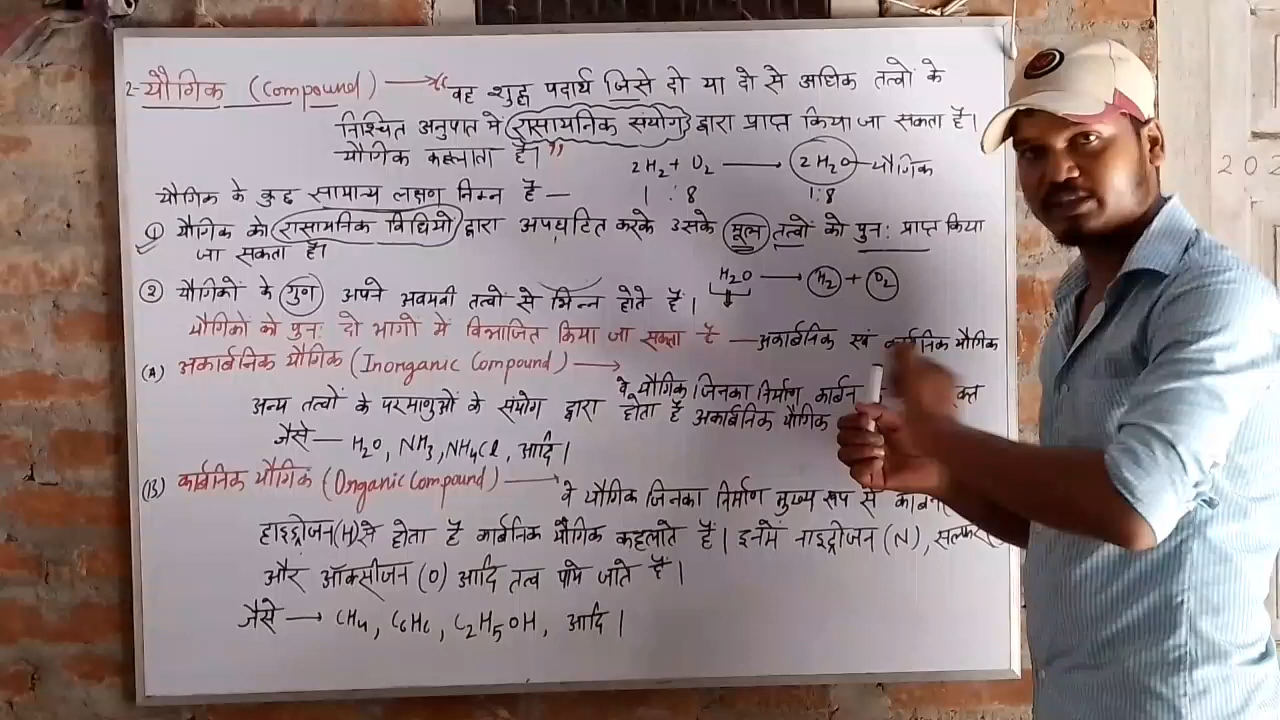 2- यौगिक (Compound) → “वह शुद्ध पदार्थ जिसे दो या दो से अधिक तत्वो के
निश्चित अनुपात मे रासायनिक संयोग द्वारा प्राप्त किया जा सकता है।
यौगिक कहलाता है।”
2H₂ + O₂ → 2H₂O - यौगिक
1 : 8 1:8
यौगिक के कुछ सामान्य लक्षण निम्न है —
① यौगिक को रासायनिक विधियो द्वारा अपघटित करके उसके मूल तत्वो को पुन: प्राप्त किया
जा सकता है।
H₂O → H₂ + O₂
② यौगिकों के गुण अपने अवयवी तत्वो से भिन्न होते हैं।
यौगिकों को पुन: दो भागों में विभाजित किया जा सकता है — अकार्बनिक एवं कार्बनिक यौगिक
(A) अकार्बनिक यौगिक (Inorganic Compound) →
वे यौगिक जिनका निर्माण कार्बन
अन्य तत्वों के परमाणुओं के संयोग द्वारा होता है अकार्बनिक यौगिक
जैसे — H₂O, NH₃, NH₄Cl, आदि।
(B) कार्बनिक यौगिक (Organic Compound) → वे यौगिक जिनका निर्माण मुख्य रूप से
हाइड्रोजन(H) से होता है कार्बनिक यौगिक कहलाते हैं। इनमें नाइट्रोजन (N), सल्फर
और ऑक्सीजन (O) आदि तत्व पाये जाते हैं।
जैसे → CH₄, C₆H₆, C₂H₅OH, आदि।
202